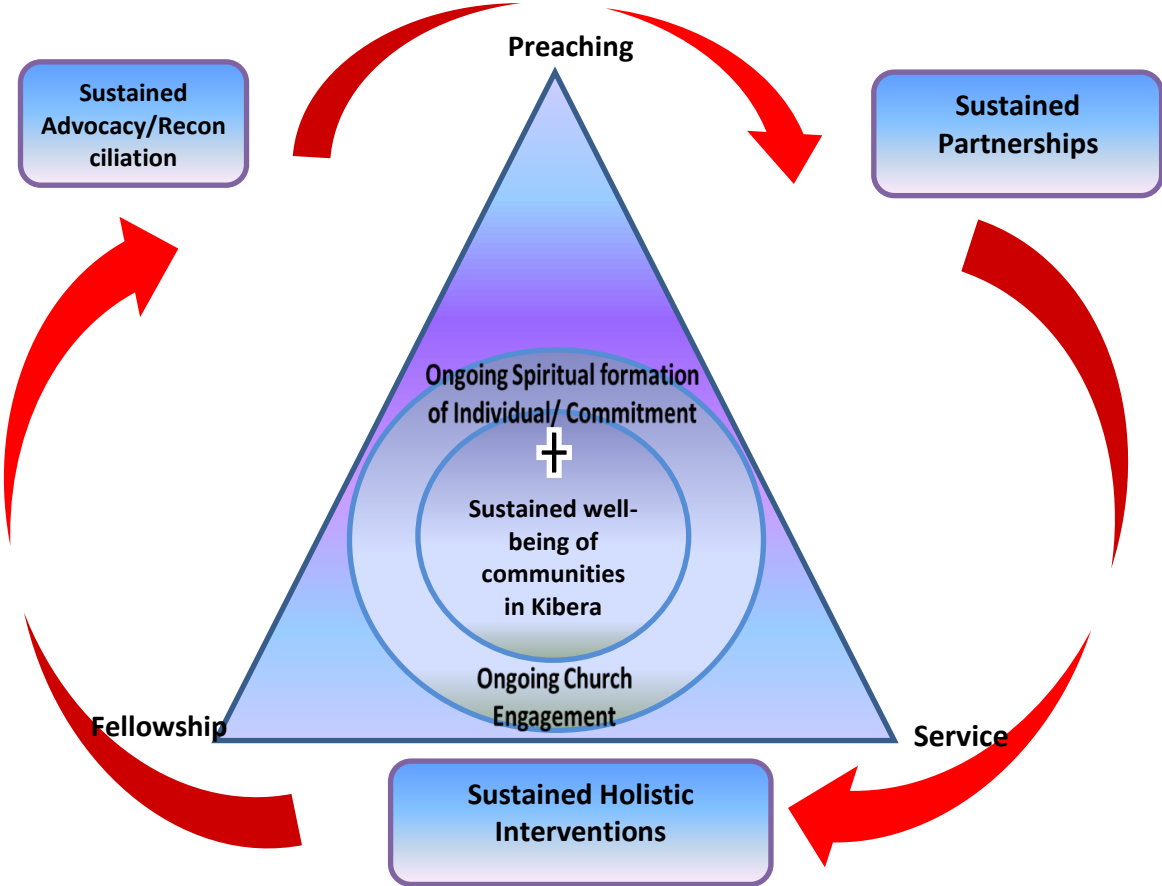 Preaching
Sustained
Advocacy/Recon
ciliation
Sustained
Partnerships
Ongoing Spiritual formation
of Individual/ Commitment
Sustained well-
being of
communities
in Kibera
Ongoing Church
Engagement
Fellowship
Service
Sustained Holistic
Interventions